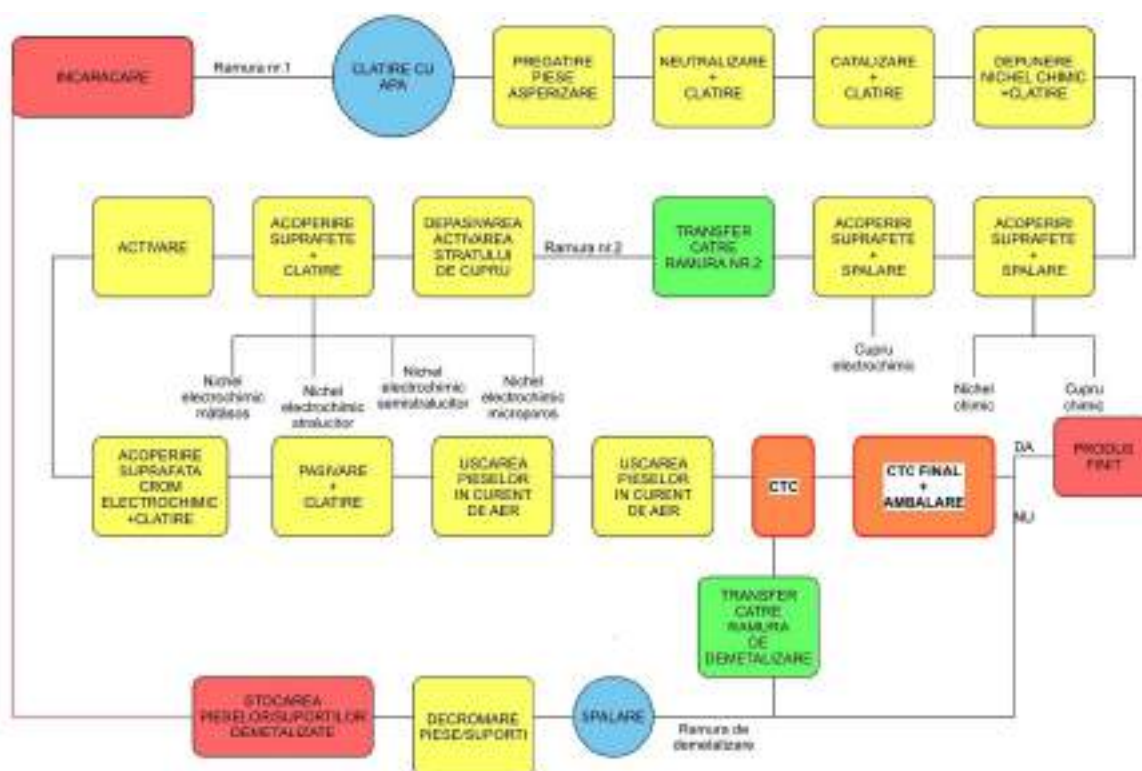 INCARACARE
Ramura nr.1
CLATIRE CU
APA
PREGATIRE
PIESE
ASPERIZARE
NEUTRALIZARE
+
CLATIRE
CATALIZARE
+
CLATIRE
DEPUNERE
NICHEL CHIMIC
+CLATIRE
ACTIVARE
ACOPERIRE
SUPRAFETE
+
CLATIRE
DEPASIVAREA
ACTIVAREA
STRATULUI
DE CUPRU
Ramura nr.2
TRANSFER
CATRE
RAMURA NR.2
ACOPERIRI
SUPRAFETE
+
SPALARE
ACOPERIRI
SUPRAFETE
+
SPALARE
Nichel
electrochimic
mătăsos
Nichel
electrochimic
stralucitor
Nichel
electrochimic
semistralucitor
Nichel
electrochimic
microporos
Cupru
electrochimic
Nichel
chimic
Cupru
chimic
ACOPERIRE
SUPRAFATA
CROM
ELECTROCHIMIC
+CLATIRE
PASIVARE
+
CLATIRE
USCAREA
PIESELOR
IN CURENT
DE AER
USCAREA
PIESELOR
IN CURENT
DE AER
CTC
CTC FINAL
+
AMBALARE
DA
NU
PRODUS
FINIT
TRANSFER
CATRE
RAMURA
DE
DEMETALIZARE
STOCAREA
PIESELOR/SUPORTILOR
DEMETALIZATE
DECROMARE
PIESE/SUPORTI
SPALARE
Ramura de
demetalizare